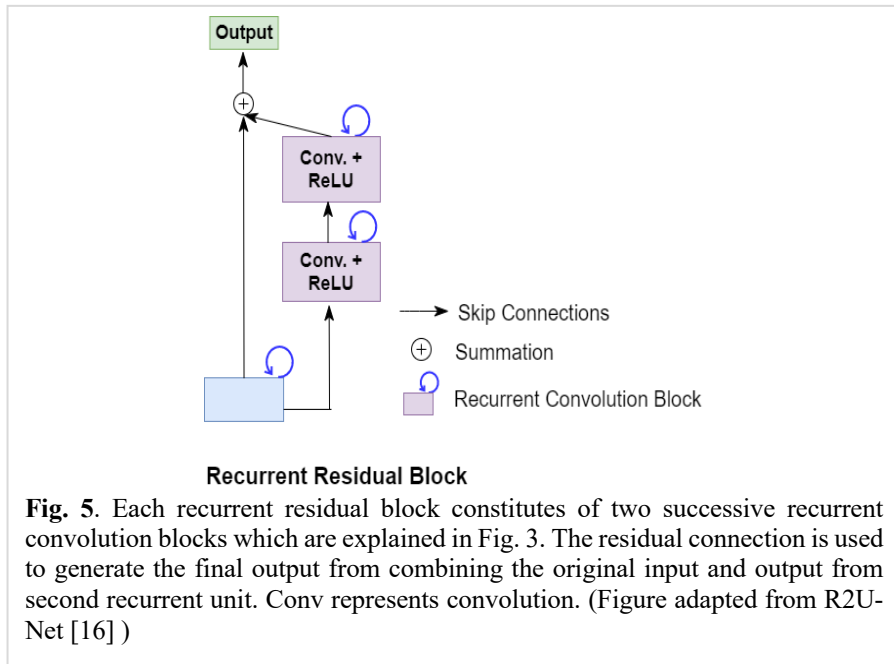 Output
+
Conv. +
ReLU
Conv. +
ReLU
Skip Connections
+ Summation
Recurrent Convolution Block
Recurrent Residual Block
Fig. 5. Each recurrent residual block constitutes of two successive recurrent
convolution blocks which are explained in Fig. 3. The residual connection is used
to generate the final output from combining the original input and output from
second recurrent unit. Conv represents convolution. (Figure adapted from R2U-
Net [16] )